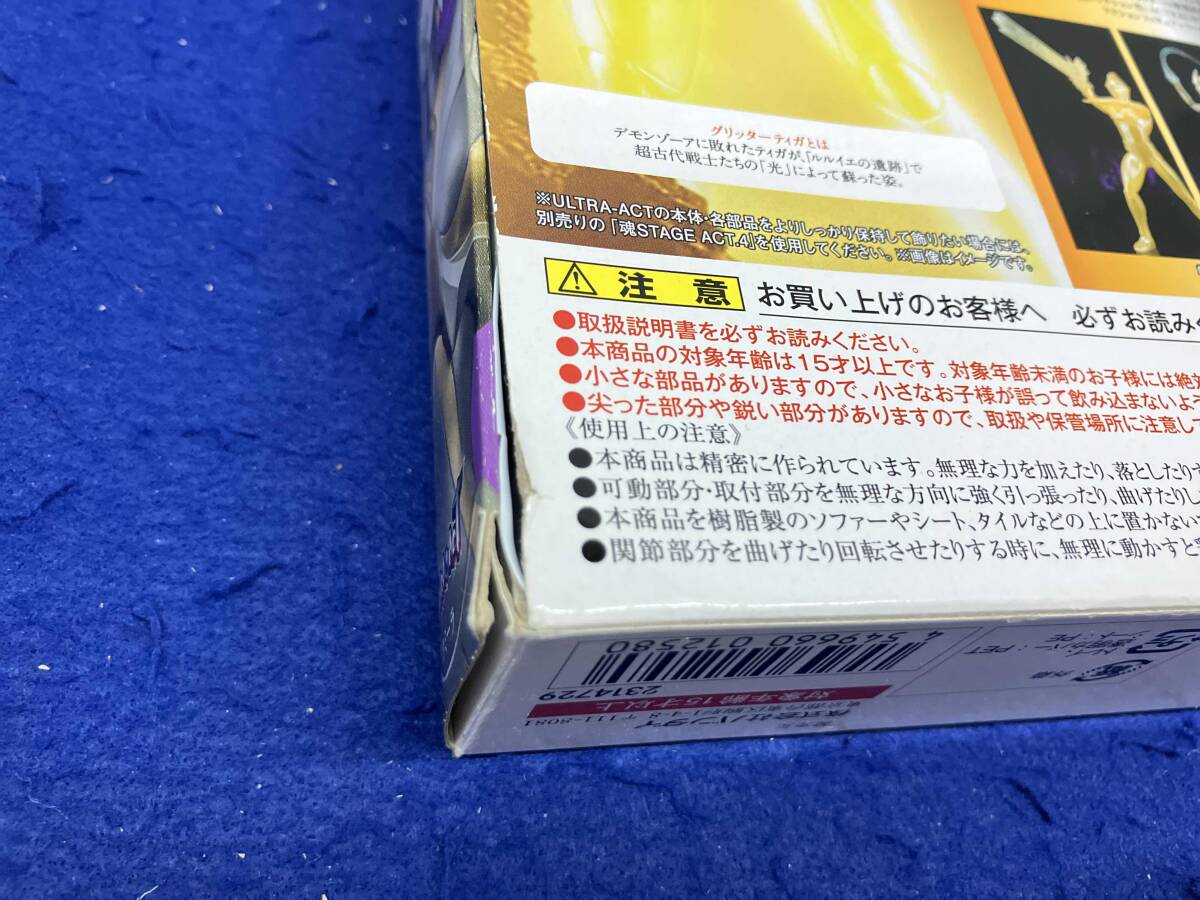 グリッターティガとは
デモンゾーアに敗れたティガが、「ルルイエの遺跡」で
超古代戦士たちの「光」によって蘇った姿。
※ULTRA-ACTの本体・各部品をよりしっかり保持して飾りたい場合には、
別売りの「魂STAGE ACT.4」を使用してください。※画像はイメージです。
注意 お買い上げのお客様へ 必ずお読み
●取扱説明書を必ずお読みください。
●本商品の対象年齢は15才以上です。対象年齢未満のお子様には絶対
●小さな部品がありますので、小さなお子様が誤って飲み込まないよう
●尖った部分や鋭い部分がありますので、取扱や保管場所に注意して
《使用上の注意》
●本商品は精密に作られています。無理な力を加えたり、落としたり
●可動部分・取付部分を無理な方向に強く引っ張ったり、曲げたりし
●本商品を樹脂製のソファーやシート、タイルなどの上に置かない
●関節部分を曲げたり回転させたりする時に、無理に動かすと
4 549660 012580
2314729
対象年齢15才以上
株式会社バンダイ
〒111-8081
外箱
: PET
: PE